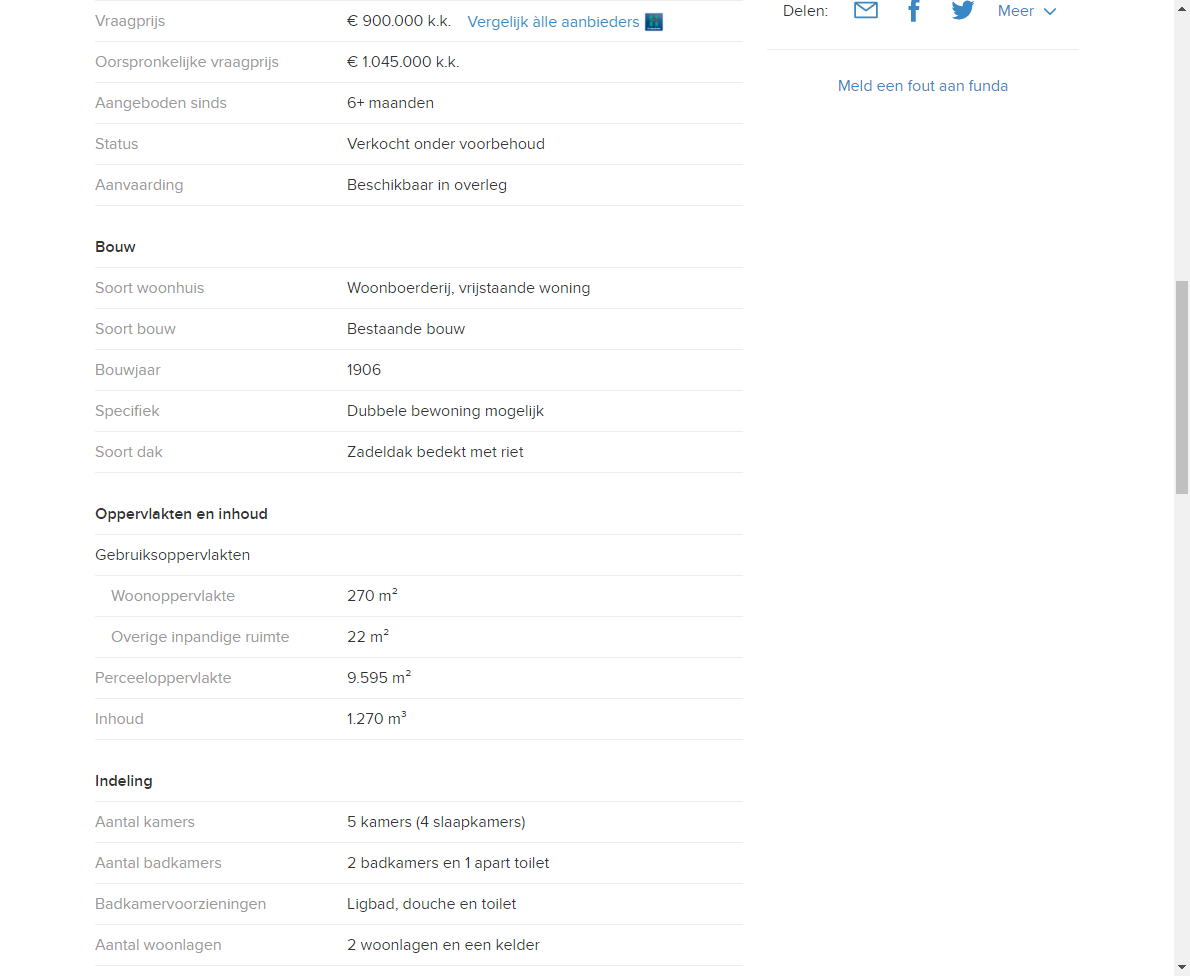 Vraagprijs € 900.000 k.k. Vergelijk alle aanbieders
Oorspronkelijke vraagprijs € 1.045.000 k.k.
Aangeboden sinds 6+ maanden
Status Verkocht onder voorbehoud
Aanvaarding Beschikbaar in overleg
Bouw
Soort woonhuis Woonboerderij, vrijstaande woning
Soort bouw Bestaande bouw
Bouwjaar 1906
Specifiek Dubbele bewoning mogelijk
Soort dak Zadeldak bedekt met riet
Oppervlakten en inhoud
Gebruiksoppervlakten
Woonoppervlakte 270 m²
Overige inpandige ruimte 22 m²
Perceeloppervlakte 9.595 m²
Inhoud 1.270 m³
Indeling
Aantal kamers 5 kamers (4 slaapkamers)
Aantal badkamers 2 badkamers en 1 apart toilet
Badkamervoorzieningen Ligbad, douche en toilet
Aantal woonlagen 2 woonlagen en een kelder
Delen: Meer
Meld een fout aan funda